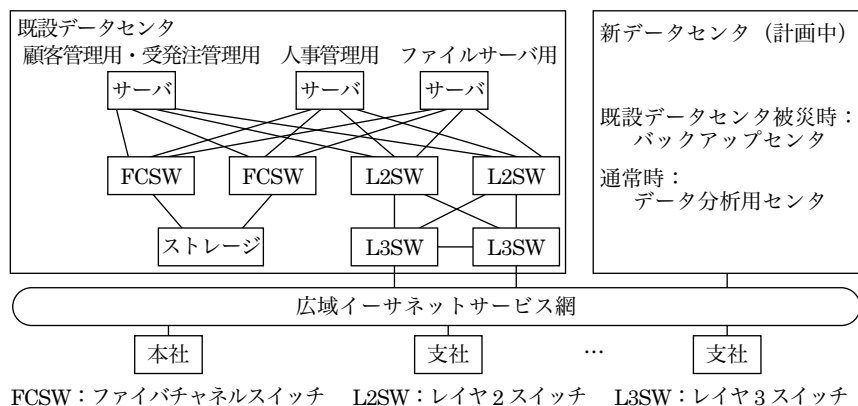 既設データセンタ
顧客管理用・受発注管理用 人事管理用 ファイルサーバ用
サーバ サーバ サーバ
FCSW FCSW L2SW L2SW
ストレージ L3SW L3SW
新データセンタ（計画中）
既設データセンタ被災時：
バックアップセンタ
通常時：
データ分析用センタ
広域イーサネットサービス網
本社 支社 … 支社
FCSW：ファイバチャネルスイッチ L2SW：レイヤ2スイッチ L3SW：レイヤ3スイッチ